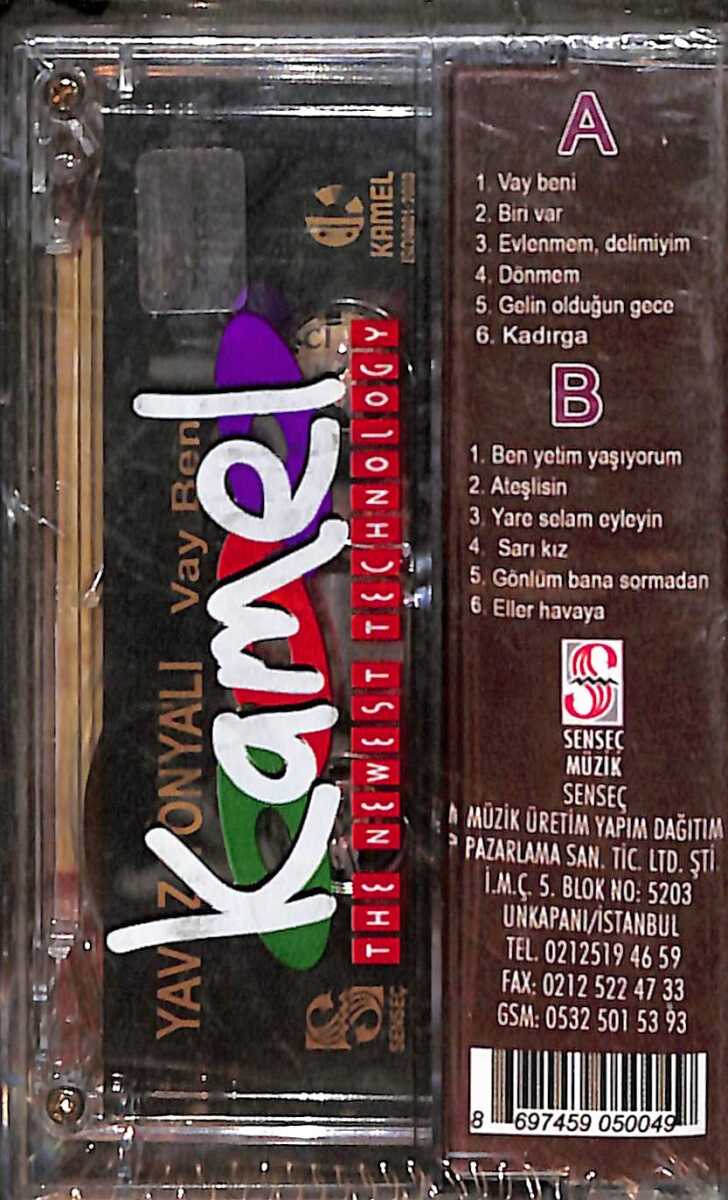 A
1. Vay beni
2. Biri var
3. Evlenmem, delimiyim
4. Dönmem
5. Gelin olduğun gece
6. Kadırga
B
1. Ben yetim yaşıyorum
2. Ateşlisin
3. Yare selam eyleyin
4. Sarı kız
5. Gönlüm bana sormadan
6. Eller havaya
SENSEÇ
MÜZİK
SENSEÇ
MÜZİK ÜRETİM YAPIM DAĞITIM
PAZARLAMA SAN. TİC. LTD. ŞTİ
İ.M.Ç. 5. BLOK NO: 5203
UNKAPANI/İSTANBUL
TEL. 0212519 46 59
FAX: 0212 522 47 33
GSM: 0532 501 53 93
8 697459 050049
TONYALI Vay Beni
Kamel
THE NEWEST TECHNOLOGY
KAMEL
SENSEÇ